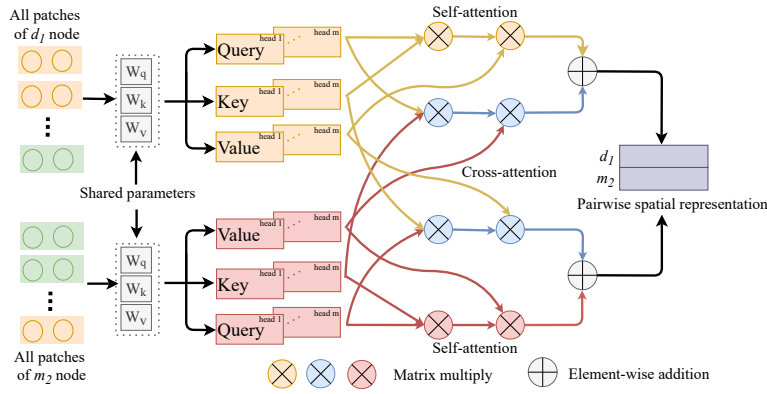 All patches
of d1 node
Wq
Wk
Wv
Shared parameters
All patches
of m2 node
Wq
Wk
Wv
Query
head 1
head m
Key
head 1
head m
Value
head 1
head m
Value
head 1
head m
Key
head 1
head m
Query
head 1
head m
Self-attention
Cross-attention
Self-attention
d1
m2
Pairwise spatial representation
Matrix multiply
Element-wise addition